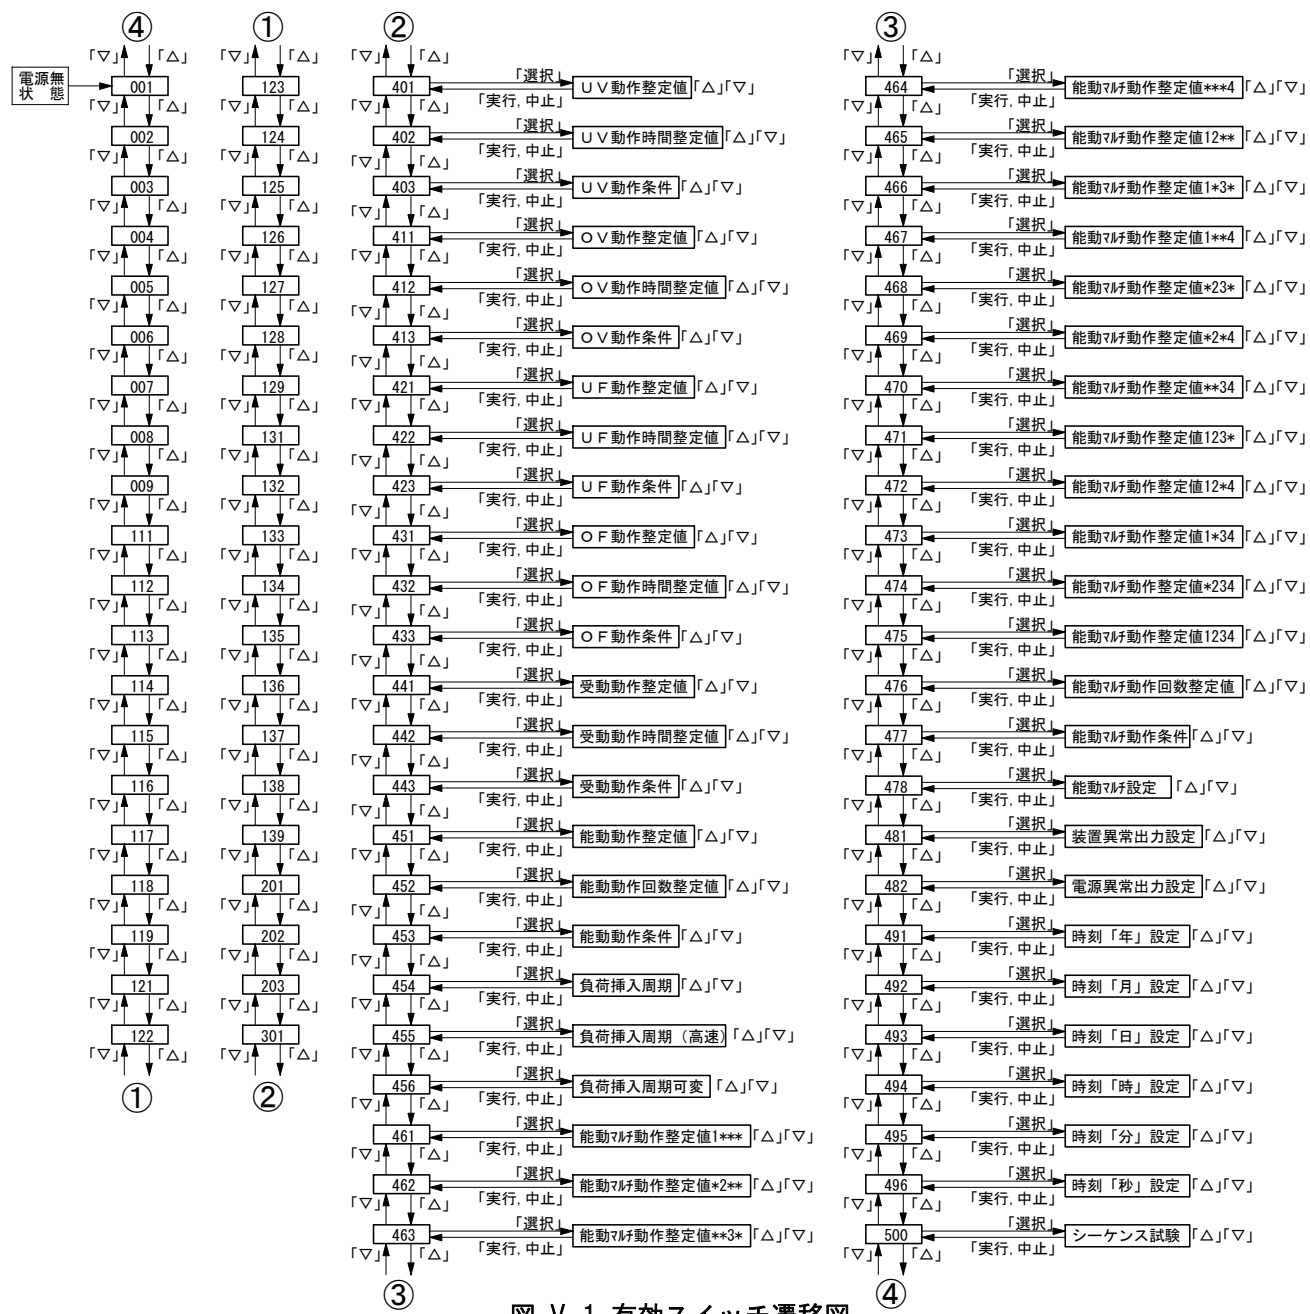 ④ ① ② ③
「▽」「△」 「▽」「△」 「▽」「△」 「▽」「△」
電源無
状 態
001 123 401 「選択」 ＵＶ動作整定値 「△」「▽」 464 「選択」 能動ﾏﾙﾁ動作整定値***4 「△」「▽」
「▽」「△」 「▽」「△」 「▽」「△」 「実行,中止」 「▽」「△」 「実行,中止」
002 124 402 「選択」 ＵＶ動作時間整定値 「△」「▽」 465 「選択」 能動ﾏﾙﾁ動作整定値12** 「△」「▽」
「▽」「△」 「▽」「△」 「▽」「△」 「実行,中止」 「▽」「△」 「実行,中止」
003 125 403 「選択」 ＵＶ動作条件 「△」「▽」 466 「選択」 能動ﾏﾙﾁ動作整定値1*3* 「△」「▽」
「▽」「△」 「▽」「△」 「▽」「△」 「実行,中止」 「▽」「△」 「実行,中止」
004 126 411 「選択」 ＯＶ動作整定値 「△」「▽」 467 「選択」 能動ﾏﾙﾁ動作整定値1**4 「△」「▽」
「▽」「△」 「▽」「△」 「▽」「△」 「実行,中止」 「▽」「△」 「実行,中止」
005 127 412 「選択」 ＯＶ動作時間整定値 「△」「▽」 468 「選択」 能動ﾏﾙﾁ動作整定値*23* 「△」「▽」
「▽」「△」 「▽」「△」 「▽」「△」 「実行,中止」 「▽」「△」 「実行,中止」
006 128 413 「選択」 ＯＶ動作条件 「△」「▽」 469 「選択」 能動ﾏﾙﾁ動作整定値*2*4 「△」「▽」
「▽」「△」 「▽」「△」 「▽」「△」 「実行,中止」 「▽」「△」 「実行,中止」
007 129 421 「選択」 ＵＦ動作整定値 「△」「▽」 470 「選択」 能動ﾏﾙﾁ動作整定値**34 「△」「▽」
「▽」「△」 「▽」「△」 「▽」「△」 「実行,中止」 「▽」「△」 「実行,中止」
008 131 422 「選択」 ＵＦ動作時間整定値 「△」「▽」 471 「選択」 能動ﾏﾙﾁ動作整定値123* 「△」「▽」
「▽」「△」 「▽」「△」 「▽」「△」 「実行,中止」 「▽」「△」 「実行,中止」
009 132 423 「選択」 ＵＦ動作条件 「△」「▽」 472 「選択」 能動ﾏﾙﾁ動作整定値12*4 「△」「▽」
「▽」「△」 「▽」「△」 「▽」「△」 「実行,中止」 「▽」「△」 「実行,中止」
111 133 431 「選択」 ＯＦ動作整定値 「△」「▽」 473 「選択」 能動ﾏﾙﾁ動作整定値1*34 「△」「▽」
「▽」「△」 「▽」「△」 「▽」「△」 「実行,中止」 「▽」「△」 「実行,中止」
112 134 432 「選択」 ＯＦ動作時間整定値 「△」「▽」 474 「選択」 能動ﾏﾙﾁ動作整定値*234 「△」「▽」
「▽」「△」 「▽」「△」 「▽」「△」 「実行,中止」 「▽」「△」 「実行,中止」
113 135 433 「選択」 ＯＦ動作条件 「△」「▽」 475 「選択」 能動ﾏﾙﾁ動作整定値1234 「△」「▽」
「▽」「△」 「▽」「△」 「▽」「△」 「実行,中止」 「▽」「△」 「実行,中止」
114 136 441 「選択」 受動動作整定値 「△」「▽」 476 「選択」 能動ﾏﾙﾁ動作回数整定値 「△」「▽」
「▽」「△」 「▽」「△」 「▽」「△」 「実行,中止」 「▽」「△」 「実行,中止」
115 137 442 「選択」 受動動作時間整定値 「△」「▽」 477 「選択」 能動ﾏﾙﾁ動作条件 「△」「▽」
「▽」「△」 「▽」「△」 「▽」「△」 「実行,中止」 「▽」「△」 「実行,中止」
116 138 443 「選択」 受動動作条件 「△」「▽」 478 「選択」 能動ﾏﾙﾁ設定 「△」「▽」
「▽」「△」 「▽」「△」 「▽」「△」 「実行,中止」 「▽」「△」 「実行,中止」
117 139 451 「選択」 能動動作整定値 「△」「▽」 481 「選択」 装置異常出力設定 「△」「▽」
「▽」「△」 「▽」「△」 「▽」「△」 「実行,中止」 「▽」「△」 「実行,中止」
118 201 452 「選択」 能動動作回数整定値 「△」「▽」 482 「選択」 電源異常出力設定 「△」「▽」
「▽」「△」 「▽」「△」 「▽」「△」 「実行,中止」 「▽」「△」 「実行,中止」
119 202 453 「選択」 能動動作条件 「△」「▽」 491 「選択」 時刻「年」設定 「△」「▽」
「▽」「△」 「▽」「△」 「▽」「△」 「実行,中止」 「▽」「△」 「実行,中止」
121 203 454 「選択」 負荷挿入周期 「△」「▽」 492 「選択」 時刻「月」設定 「△」「▽」
「▽」「△」 「▽」「△」 「▽」「△」 「実行,中止」 「▽」「△」 「実行,中止」
122 301 455 「選択」 負荷挿入周期（高速） 「△」「▽」 493 「選択」 時刻「日」設定 「△」「▽」
「▽」「△」 「▽」「△」 「▽」「△」 「実行,中止」 「▽」「△」 「実行,中止」
① ② 456 「選択」 負荷挿入周期可変 「△」「▽」 494 「選択」 時刻「時」設定 「△」「▽」
「▽」「△」 「実行,中止」 「▽」「△」 「実行,中止」
461 「選択」 能動ﾏﾙﾁ動作整定値1*** 「△」「▽」 495 「選択」 時刻「分」設定 「△」「▽」
「▽」「△」 「実行,中止」 「▽」「△」 「実行,中止」
462 「選択」 能動ﾏﾙﾁ動作整定値*2** 「△」「▽」 496 「選択」 時刻「秒」設定 「△」「▽」
「▽」「△」 「実行,中止」 「▽」「△」 「実行,中止」
463 「選択」 能動ﾏﾙﾁ動作整定値**3* 「△」「▽」 500 「選択」 シーケンス試験 「△」「▽」
「▽」「△」 「実行,中止」 「▽」「△」 「実行,中止」
③ ④
図 V.1 有効スイッチ遷移図